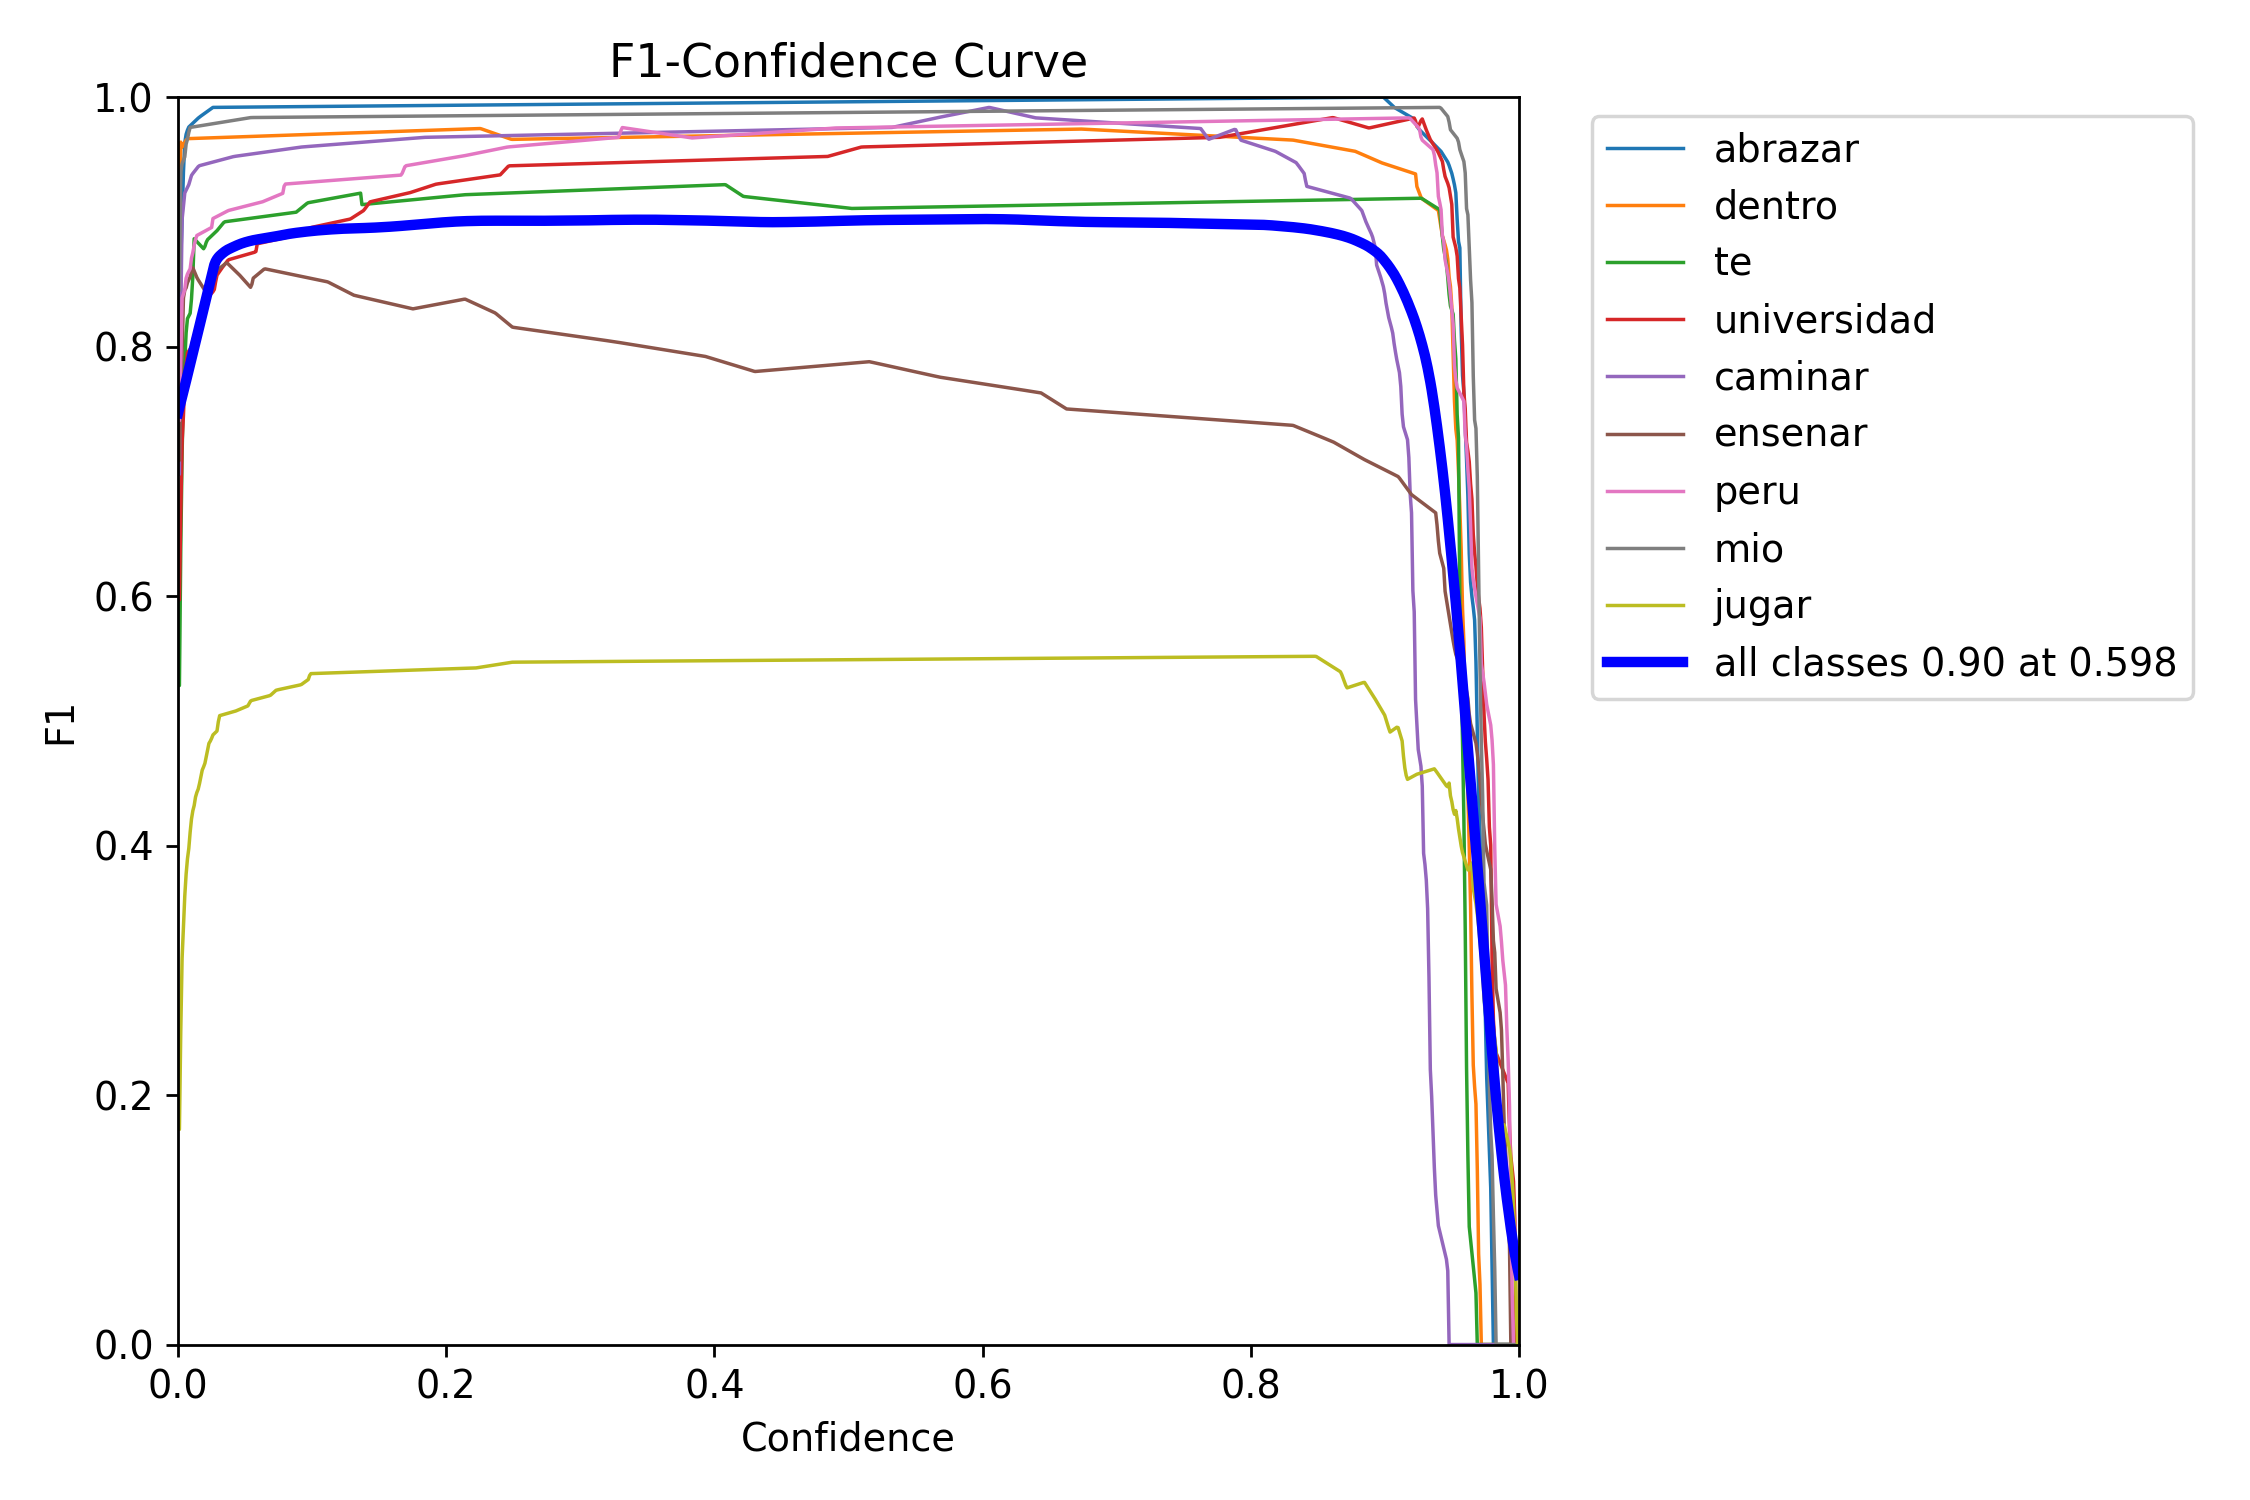 F1-Confidence Curve
1.0
0.8
0.6
0.4
0.2
0.0
F1
0.0 0.2 0.4 0.6 0.8 1.0
Confidence
abrazar
dentro
te
universidad
caminar
ensenar
peru
mio
jugar
all classes 0.90 at 0.598